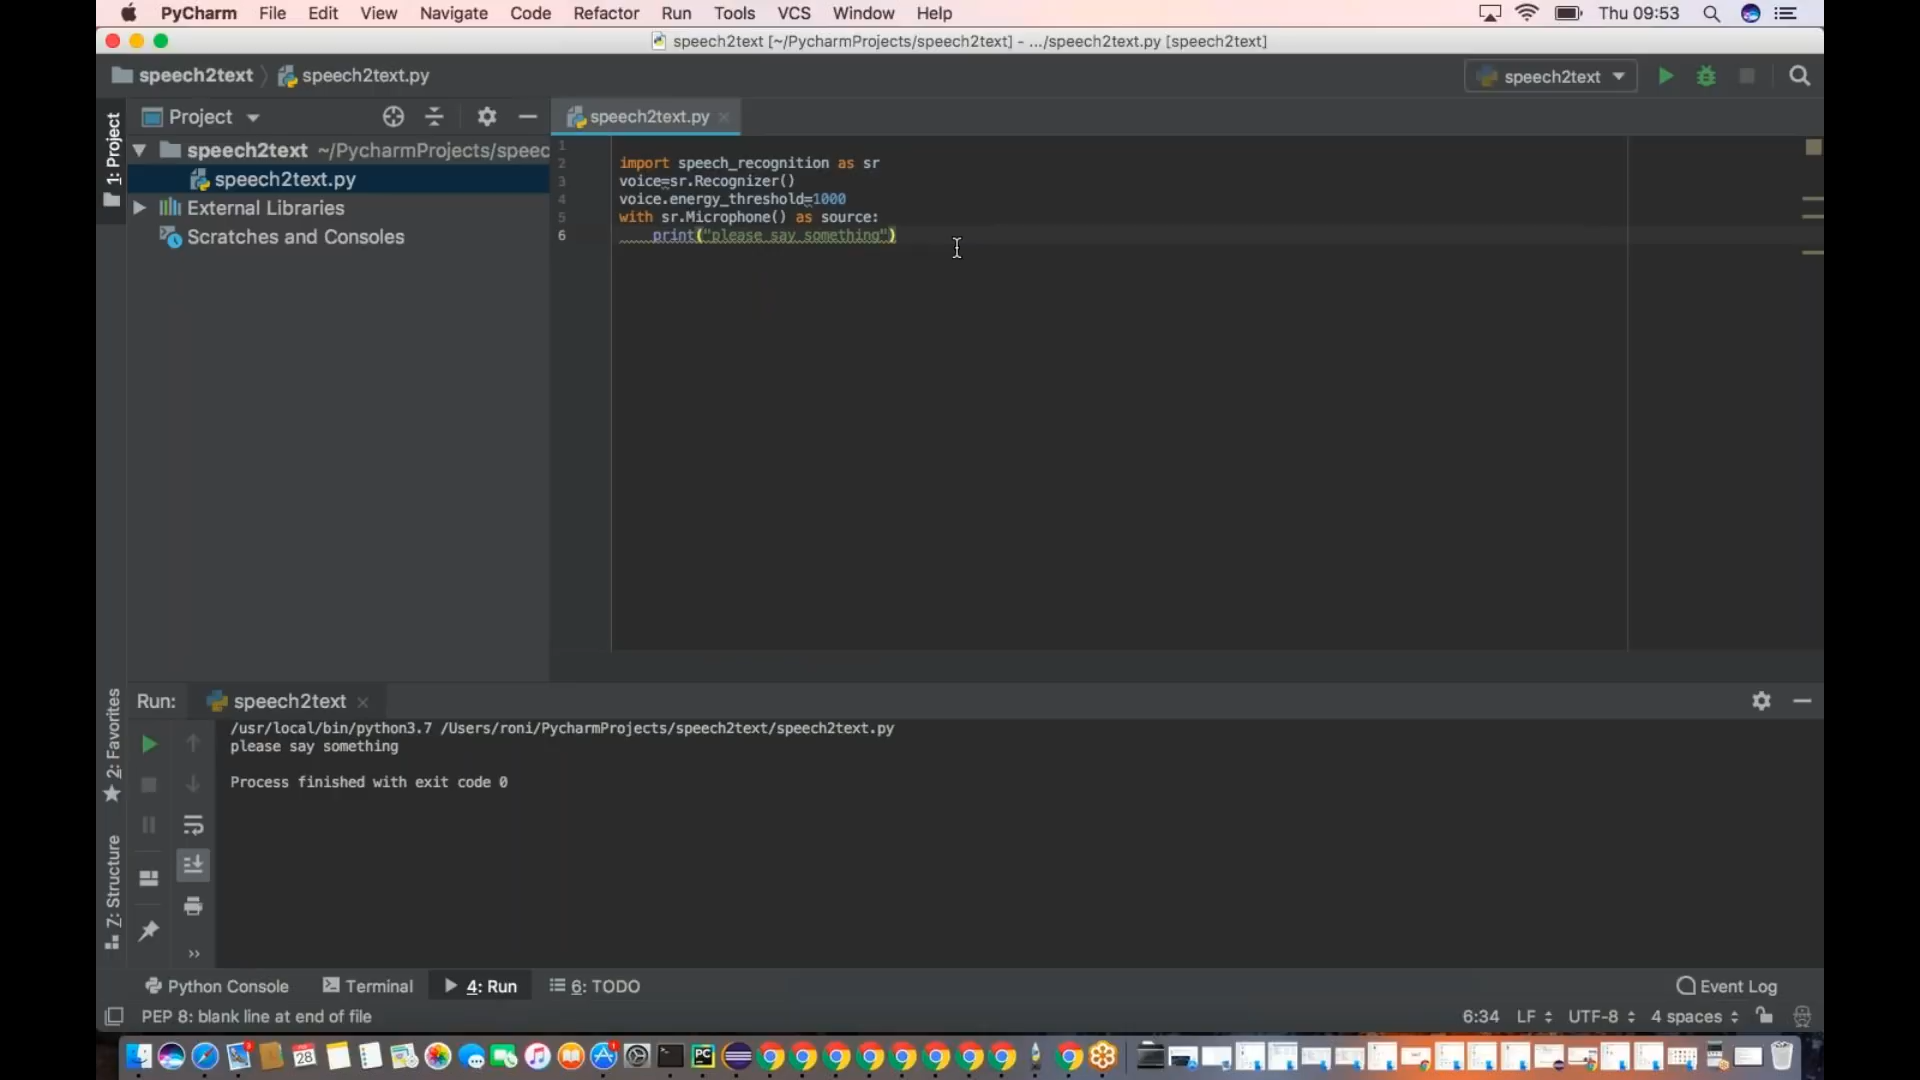 PyCharm File Edit View Navigate Code Refactor Run Tools VCS Window Help Thu 09:53
speech2text [~/PycharmProjects/speech2text] - .../speech2text.py [speech2text]
speech2text speech2text.py speech2text
1: Project
Project
speech2text.py
speech2text ~/PycharmProjects/speec
speech2text.py
External Libraries
Scratches and Consoles
1
2 import speech_recognition as sr
3 voice=sr.Recognizer()
4 voice.energy_threshold=1000
5 with sr.Microphone() as source:
6 print("please say something")
2: Favorites
Z: Structure
Run: speech2text
/usr/local/bin/python3.7 /Users/roni/PycharmProjects/speech2text/speech2text.py
please say something
Process finished with exit code 0
Python Console Terminal 4: Run 6: TODO Event Log
PEP 8: blank line at end of file 6:34 LF UTF-8 4 spaces
28
PC